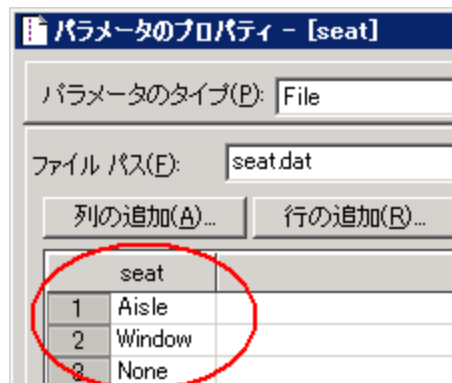 パラメータのプロパティ - [seat]
パラメータのタイプ(P): File
ファイル パス(F): seat.dat
列の追加(A)... 行の追加(R)...
seat
1 Aisle
2 Window
3 None